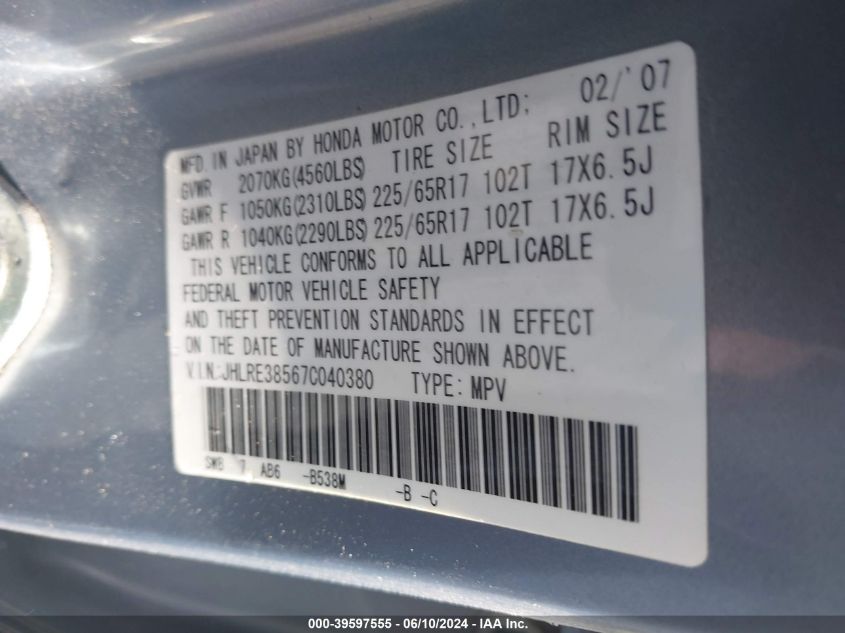 MFD. IN JAPAN BY HONDA MOTOR CO., LTD; 02/'07
GVWR 2070KG(4560LBS) TIRE SIZE RIM SIZE
GAWR F 1050KG(2310LBS) 225/65R17 102T 17X6.5J
GAWR R 1040KG(2290LBS) 225/65R17 102T 17X6.5J
THIS VEHICLE CONFORMS TO ALL APPLICABLE
FEDERAL MOTOR VEHICLE SAFETY
AND THEFT PREVENTION STANDARDS IN EFFECT
ON THE DATE OF MANUFACTURE SHOWN ABOVE.
V.I.N:JHLRE38567C040380 TYPE:MPV
SWB 7 AB6 -B538M -B -C
000-39597555 - 06/10/2024 - IAAI.com